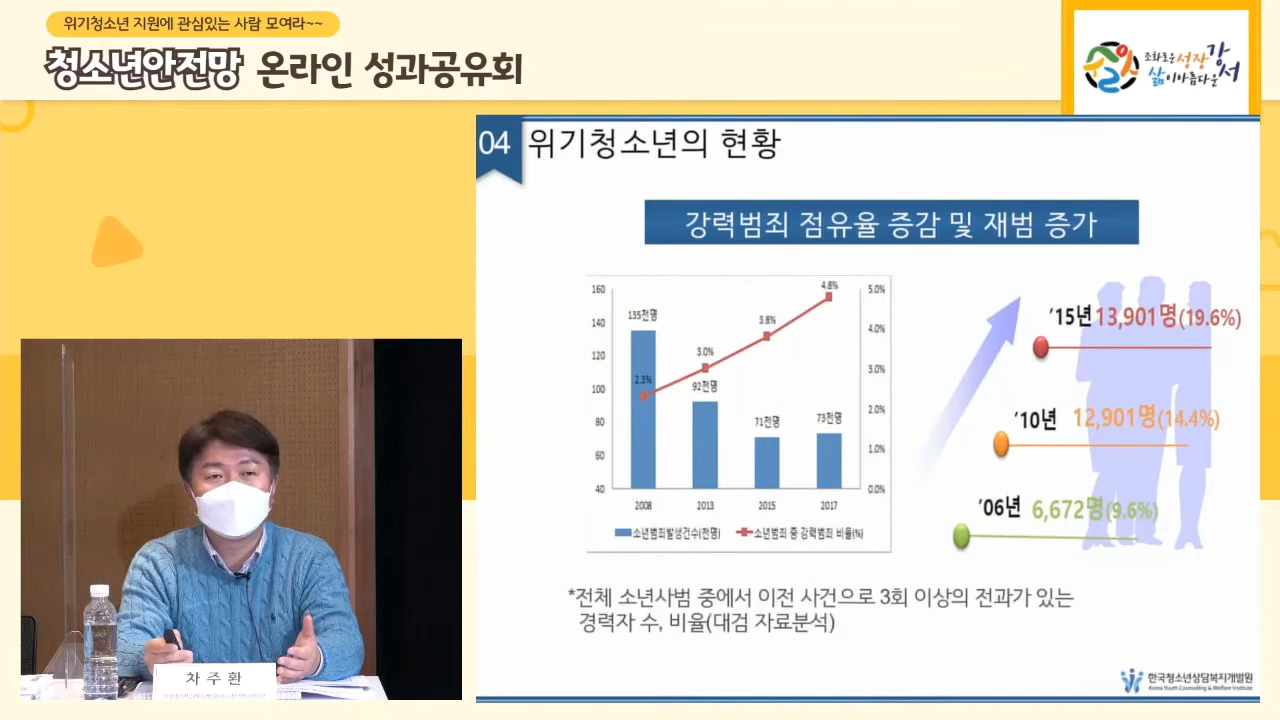 위기청소년 지원에 관심있는 사람 모여라~~
청소년안전망 온라인 성과공유회
조화로운 성장 강서
삶이아름다운
04 위기청소년의 현황
강력범죄 점유율 증감 및 재범 증가
160
140
120
100
80
60
40
5.0%
4.0%
3.0%
2.0%
1.0%
0.0%
135천명
92천명
71천명
73천명
2.3%
3.0%
3.8%
4.8%
2008 2013 2015 2017
소년범죄발생건수(천명) 소년범죄 중 강력범죄 비율(%)
’15년 13,901명(19.6%)
’10년 12,901명(14.4%)
’06년 6,672명(9.6%)
*전체 소년사범 중에서 이전 사건으로 3회 이상의 전과가 있는
경력자 수, 비율(대검 자료분석)
차 주 환
한국청소년상담복지개발원
Korea Youth Counselling & Welfare Institute